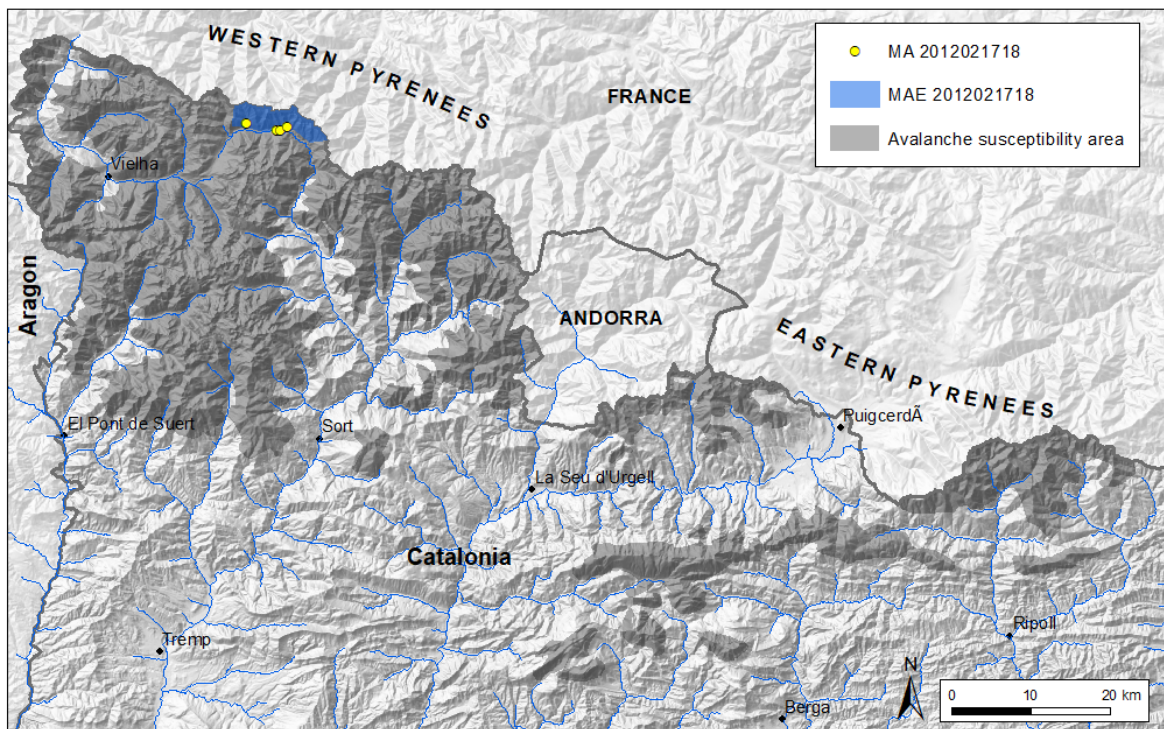 WESTERN PYRENEES
FRANCE
MA 2012021718
MAE 2012021718
Avalanche susceptibility area
Vielha
Aragon
ANDORRA
EASTERN PYRENEES
PuigcerdÃ
El Pont de Suert
Sort
La Seu d'Urgell
Catalonia
Tremp
Ripoll
Berga
N
0 10 20 km